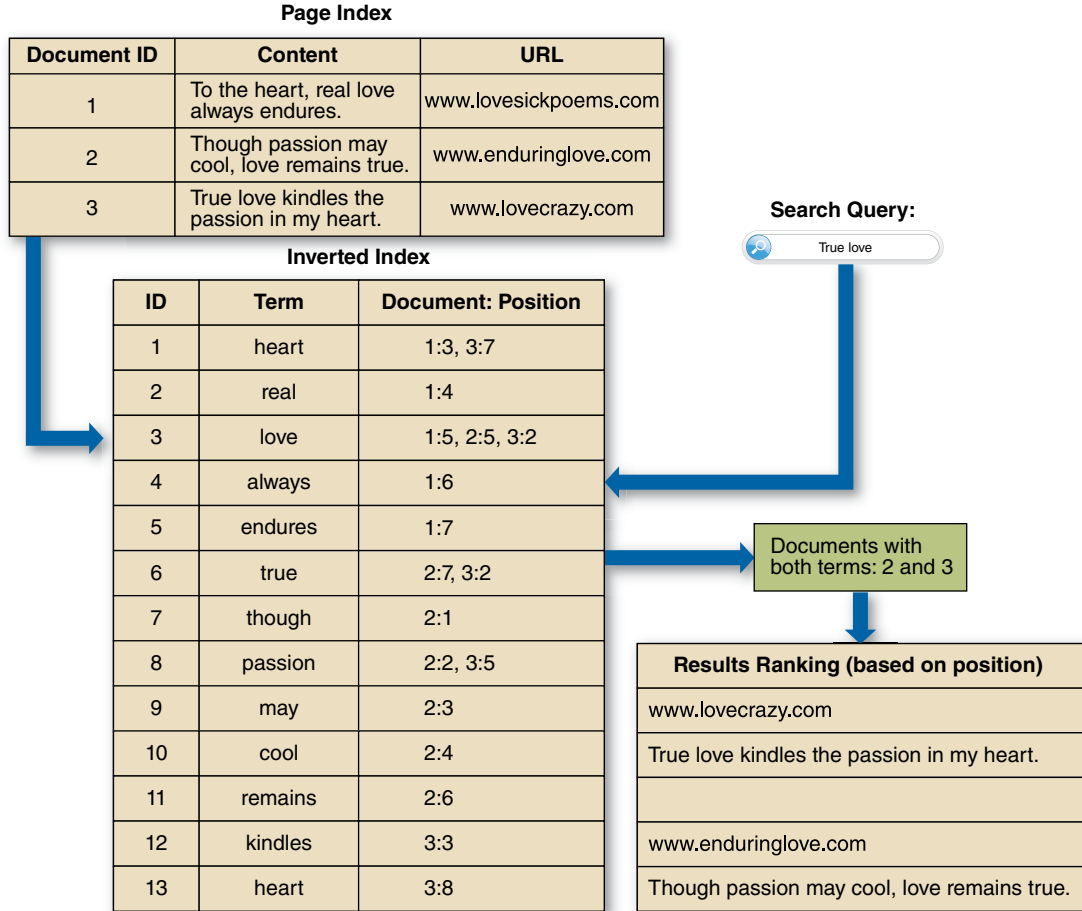 Page Index
Document ID Content URL
1 To the heart, real love always endures. www.lovesickpoems.com
2 Though passion may cool, love remains true. www.enduringlove.com
3 True love kindles the passion in my heart. www.lovecrazy.com
Search Query:
True love
Inverted Index
ID Term Document: Position
1 heart 1:3, 3:7
2 real 1:4
3 love 1:5, 2:5, 3:2
4 always 1:6
5 endures 1:7
6 true 2:7, 3:2
7 though 2:1
8 passion 2:2, 3:5
9 may 2:3
10 cool 2:4
11 remains 2:6
12 kindles 3:3
13 heart 3:8
Documents with
both terms: 2 and 3
Results Ranking (based on position)
www.lovecrazy.com
True love kindles the passion in my heart.
www.enduringlove.com
Though passion may cool, love remains true.